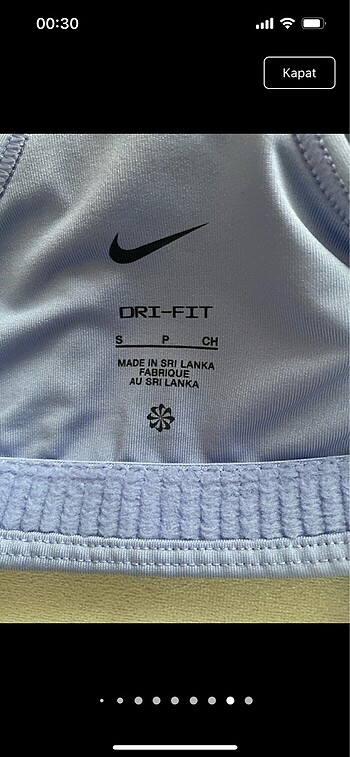 00:30
Kapat
DRI-FIT
S P CH
MADE IN SRI LANKA
FABRIQUE
AU SRI LANKA